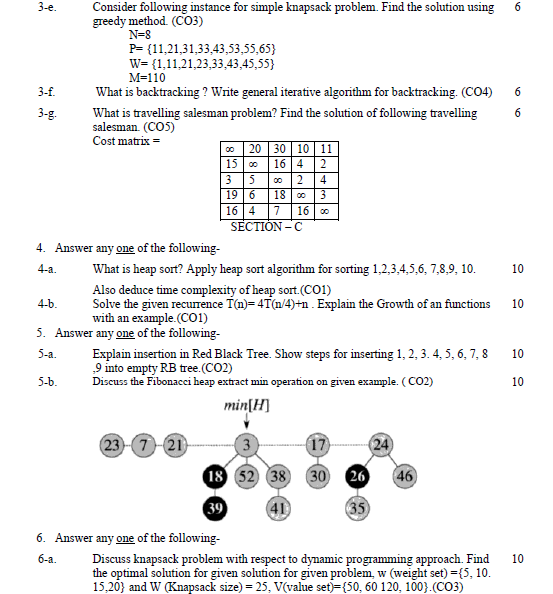 3-e. Consider following instance for simple knapsack problem. Find the solution using 6
greedy method. (CO3)
N=8
P= {11,21,31,33,43,53,55,65}
W= {1,11,21,23,33,43,45,55}
M=110
3-f. What is backtracking ? Write general iterative algorithm for backtracking. (CO4) 6
3-g. What is travelling salesman problem? Find the solution of following travelling 6
salesman. (CO5)
Cost matrix =
∞ 20 30 10 11
15 ∞ 16 4 2
3 5 ∞ 2 4
19 6 18 ∞ 3
16 4 7 16 ∞
SECTION – C
4. Answer any one of the following-
4-a. What is heap sort? Apply heap sort algorithm for sorting 1,2,3,4,5,6, 7,8,9, 10. 10
Also deduce time complexity of heap sort.(CO1)
4-b. Solve the given recurrence T(n)= 4T(n/4)+n . Explain the Growth of an functions 10
with an example.(CO1)
5. Answer any one of the following-
5-a. Explain insertion in Red Black Tree. Show steps for inserting 1, 2, 3. 4, 5, 6, 7, 8 10
,9 into empty RB tree.(CO2)
5-b. Discuss the Fibonacci heap extract min operation on given example. ( CO2) 10
min[H]
23 7 21 3 17 24
18 52 38 30 26 46
39 41 35
6. Answer any one of the following-
6-a. Discuss knapsack problem with respect to dynamic programming approach. Find 10
the optimal solution for given solution for given problem, w (weight set) ={5, 10.
15,20} and W (Knapsack size) = 25, V(value set)={50, 60 120, 100}.(CO3)